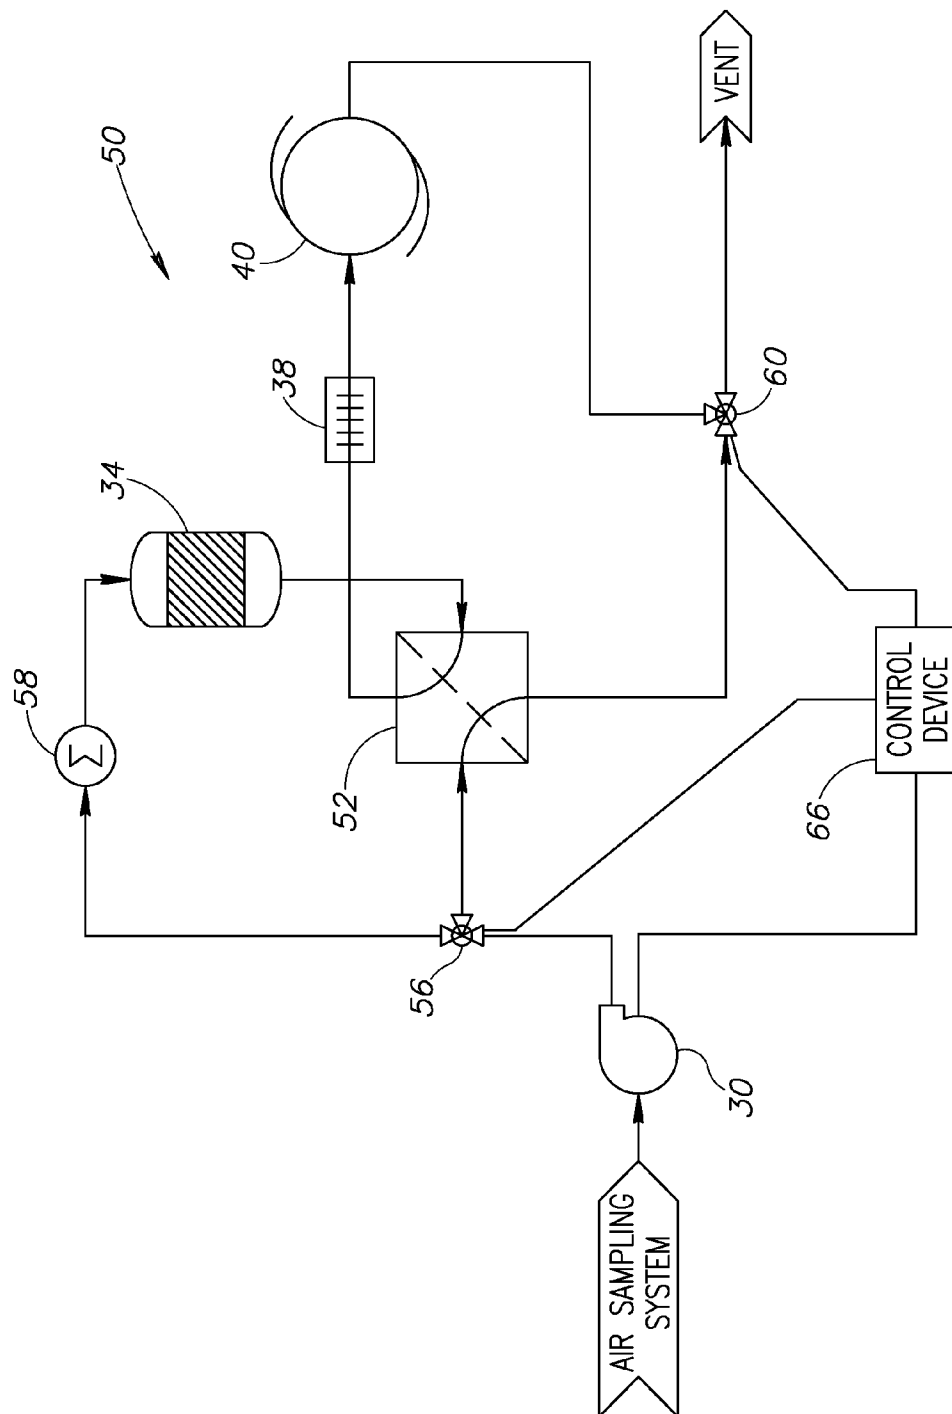 50
40
38
34
58
Σ
52
56
60
VENT
66
CONTROL
DEVICE
30
AIR SAMPLING
SYSTEM